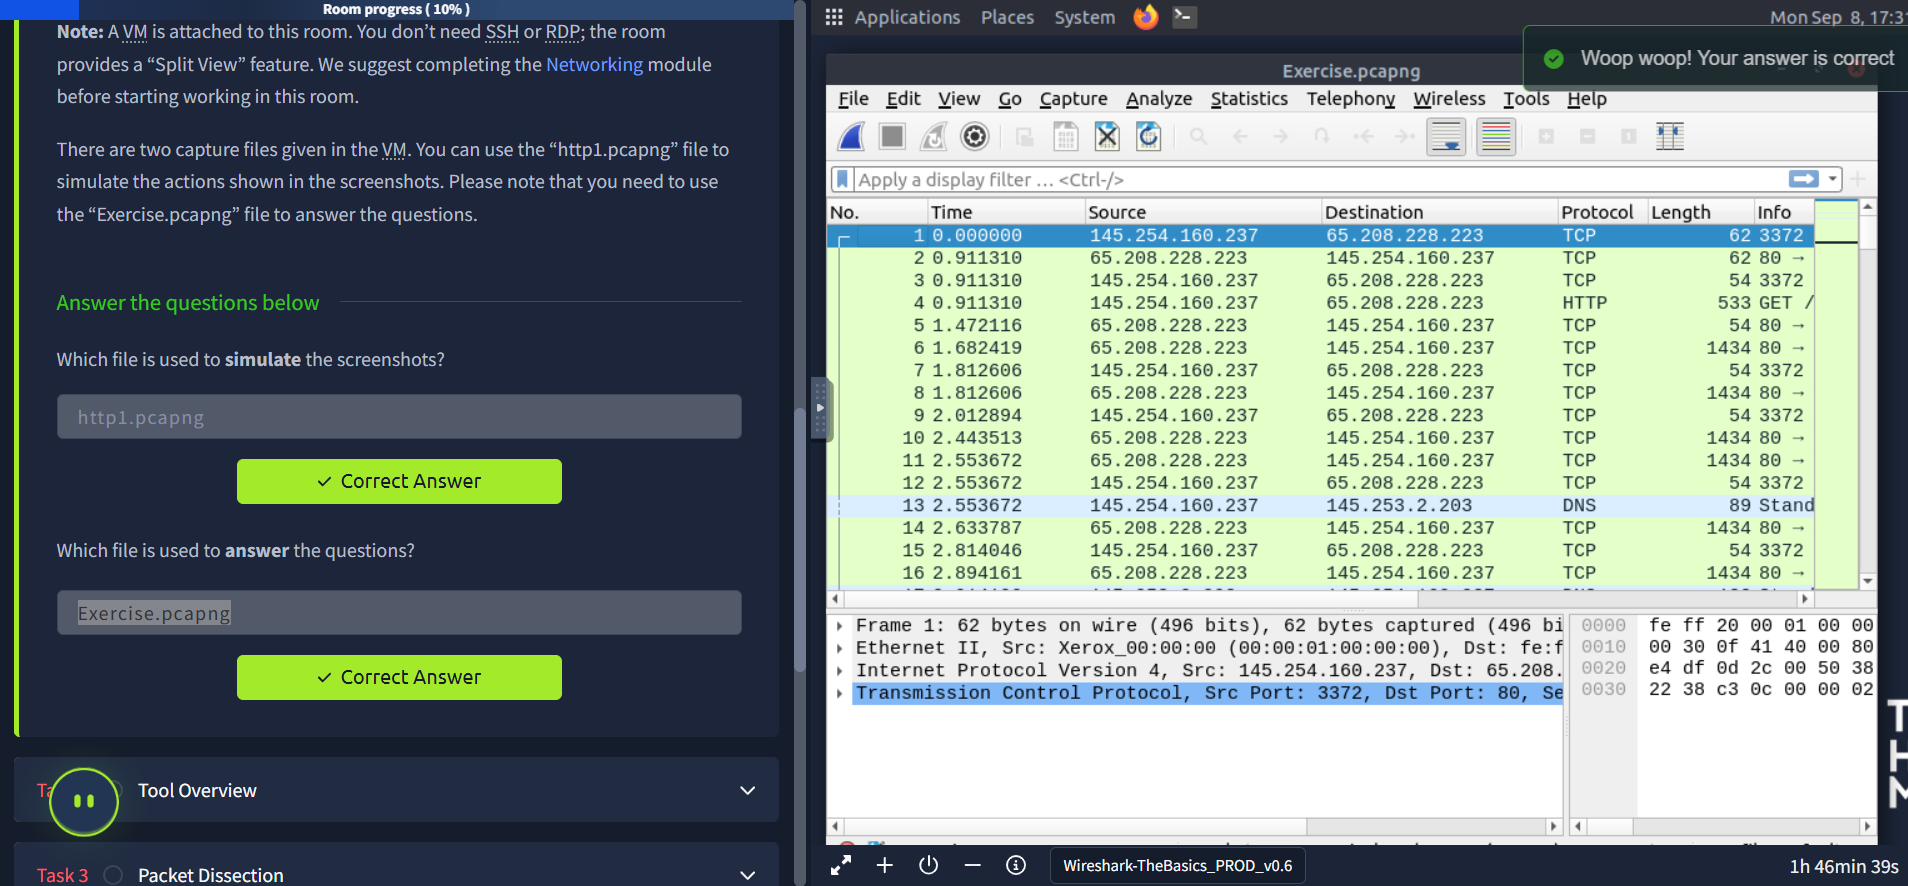 Room progress ( 10% )
Note: A VM is attached to this room. You don't need SSH or RDP; the room
provides a “Split View” feature. We suggest completing the Networking module
before starting working in this room.
There are two capture files given in the VM. You can use the “http1.pcapng” file to
simulate the actions shown in the screenshots. Please note that you need to use
the “Exercise.pcapng” file to answer the questions.
Answer the questions below
Which file is used to simulate the screenshots?
http1.pcapng
✓ Correct Answer
Which file is used to answer the questions?
Exercise.pcapng
✓ Correct Answer
Tool Overview
Task 3 Packet Dissection
Applications Places System
Mon Sep 8, 17:3
Woop woop! Your answer is correct
Exercise.pcapng
File Edit View Go Capture Analyze Statistics Telephony Wireless Tools Help
Apply a display filter ... <Ctrl-/>
No. Time Source Destination Protocol Length Info
1 0.000000 145.254.160.237 65.208.228.223 TCP 62 3372
2 0.911310 65.208.228.223 145.254.160.237 TCP 62 80 →
3 0.911310 145.254.160.237 65.208.228.223 TCP 54 3372
4 0.911310 145.254.160.237 65.208.228.223 HTTP 533 GET /
5 1.472116 65.208.228.223 145.254.160.237 TCP 54 80 →
6 1.682419 65.208.228.223 145.254.160.237 TCP 1434 80 →
7 1.812606 145.254.160.237 65.208.228.223 TCP 54 3372
8 1.812606 65.208.228.223 145.254.160.237 TCP 1434 80 →
9 2.012894 145.254.160.237 65.208.228.223 TCP 54 3372
10 2.443513 65.208.228.223 145.254.160.237 TCP 1434 80 →
11 2.553672 65.208.228.223 145.254.160.237 TCP 1434 80 →
12 2.553672 145.254.160.237 65.208.228.223 TCP 54 3372
13 2.553672 145.254.160.237 145.253.2.203 DNS 89 Stand
14 2.633787 65.208.228.223 145.254.160.237 TCP 1434 80 →
15 2.814046 145.254.160.237 65.208.228.223 TCP 54 3372
16 2.894161 65.208.228.223 145.254.160.237 TCP 1434 80 →
Frame 1: 62 bytes on wire (496 bits), 62 bytes captured (496 bi
Ethernet II, Src: Xerox_00:00:00 (00:00:01:00:00:00), Dst: fe:f
Internet Protocol Version 4, Src: 145.254.160.237, Dst: 65.208.
Transmission Control Protocol, Src Port: 3372, Dst Port: 80, Se
0000 fe ff 20 00 01 00 00
0010 00 30 0f 41 40 00 80
0020 e4 df 0d 2c 00 50 38
0030 22 38 c3 0c 00 00 02
T
H
M
Wireshark-TheBasics_PROD_v0.6
1h 46min 39s